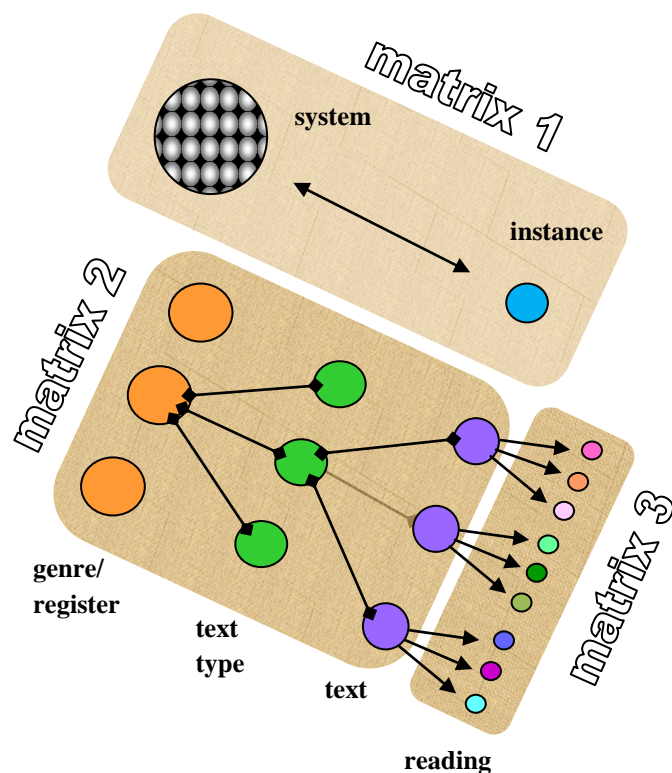 matrix 1
system
instance
matrix 2
matrix 3
genre/
register
text
type
text
reading